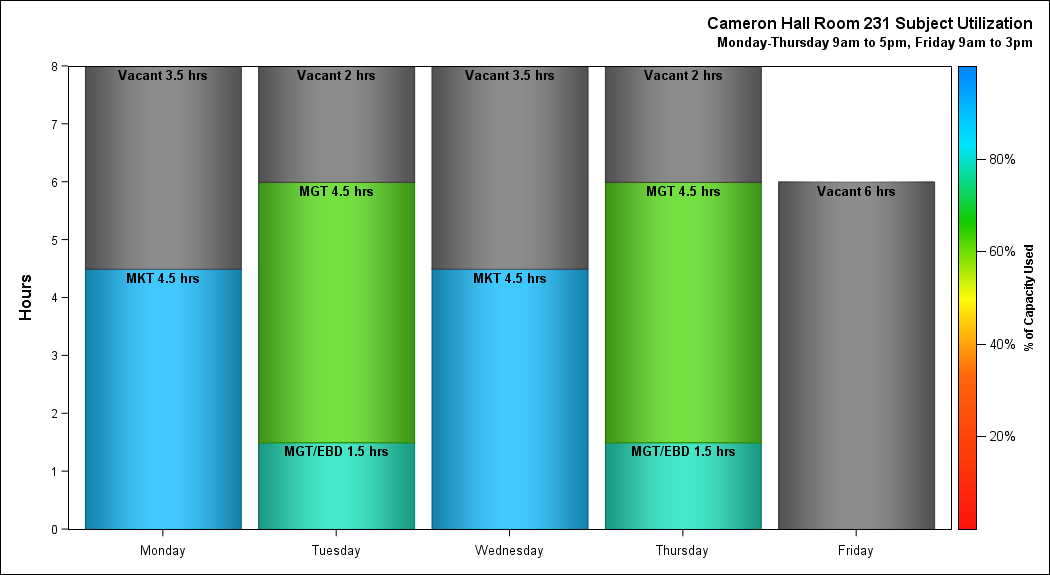 Cameron Hall Room 231 Subject Utilization
Monday-Thursday 9am to 5pm, Friday 9am to 3pm
Hours
8
7
6
5
4
3
2
1
0
Vacant 3.5 hrs
MKT 4.5 hrs
Vacant 2 hrs
MGT 4.5 hrs
MGT/EBD 1.5 hrs
Vacant 3.5 hrs
MKT 4.5 hrs
Vacant 2 hrs
MGT 4.5 hrs
MGT/EBD 1.5 hrs
Vacant 6 hrs
Monday
Tuesday
Wednesday
Thursday
Friday
80%
60%
40%
20%
% of Capacity Used